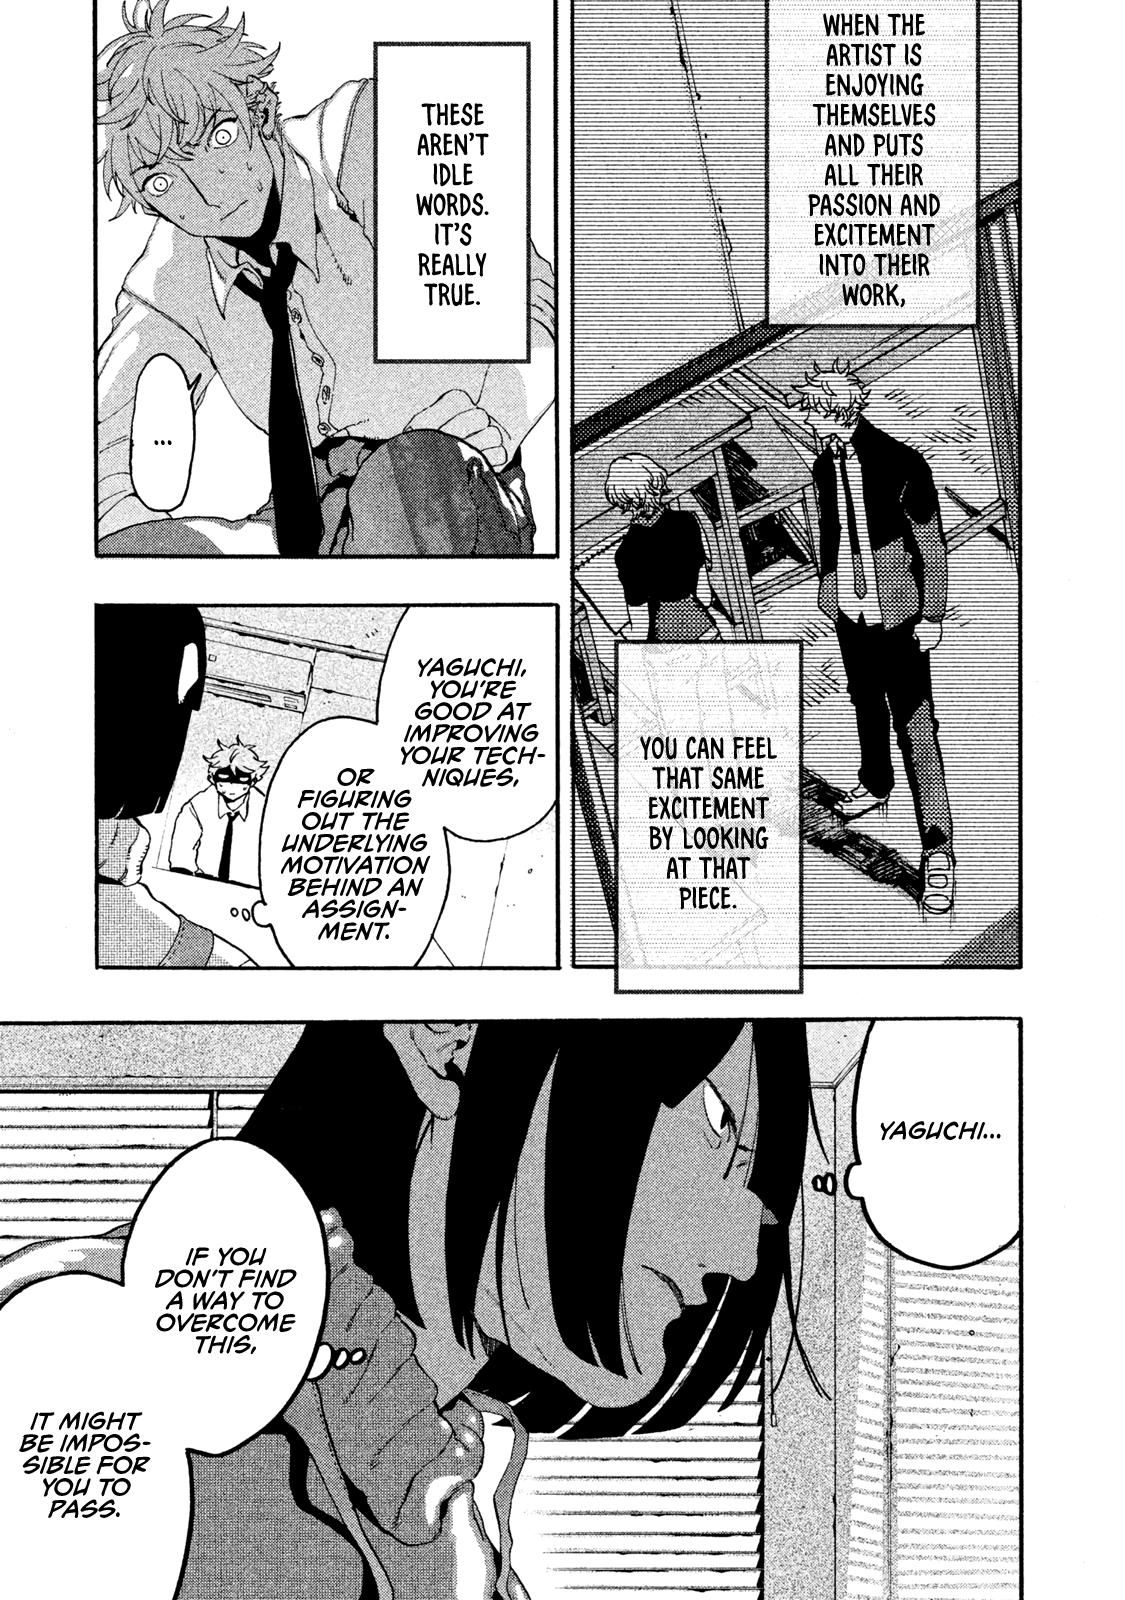 WHEN THE
ARTIST IS
ENJOYING
THEMSELVES
AND PUTS
ALL THEIR
PASSION AND
EXCITEMENT
INTO THEIR
WORK,
YOU CAN FEEL
THAT SAME
EXCITEMENT
BY LOOKING
AT THAT
PIECE.
THESE
AREN'T
IDLE
WORDS.
IT'S
REALLY
TRUE.
...
YAGUCHI,
YOU'RE
GOOD AT
IMPROVING
YOUR TECH-
NIQUES,
OR
FIGURING
OUT THE
UNDERLYING
MOTIVATION
BEHIND AN
ASSIGN-
MENT.
YAGUCHI...
IF YOU
DON'T FIND
A WAY TO
OVERCOME
THIS,
IT MIGHT
BE IMPOS-
SIBLE FOR
YOU TO
PASS.